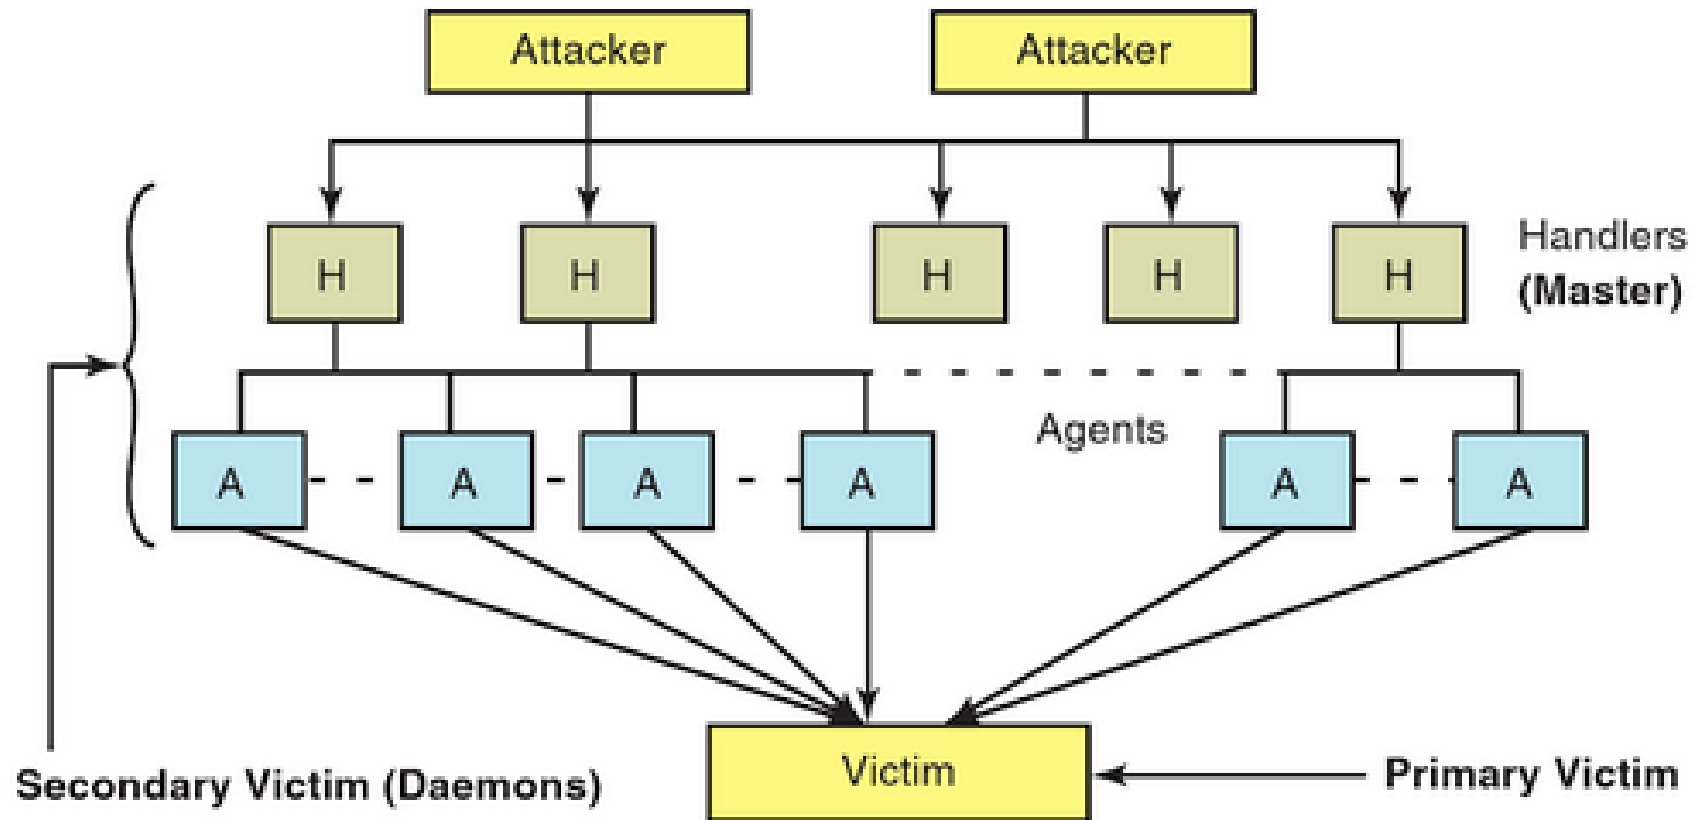 Attacker
Attacker
H
H
H
H
H
Handlers
(Master)
Agents
A
A
A
A
A
A
Victim
Secondary Victim (Daemons)
Primary Victim